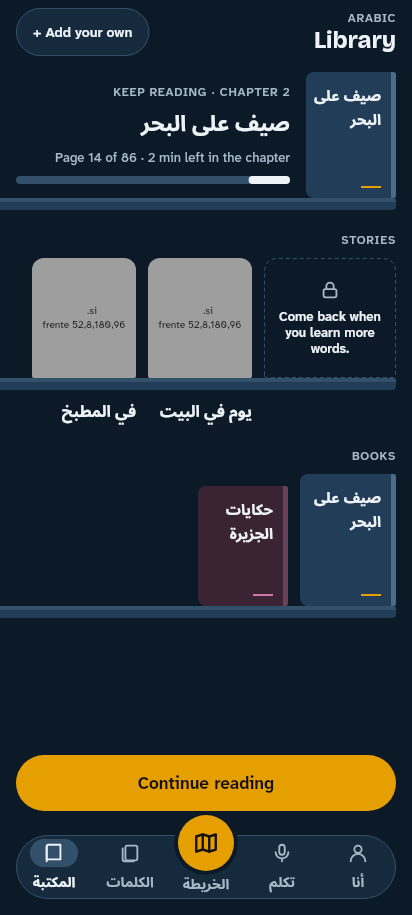 ARABIC
Library
+ Add your own
صيف على
البحر
KEEP READING · CHAPTER 2
صيف على البحر
Page 14 of 86 · 2 min left in the chapter
STORIES
Come back when
you learn more
words.
.si
frente 52,8,180,96
.si
frente 52,8,180,96
يوم في البيت
في المطبخ
BOOKS
صيف على
البحر
حكايات
الجزيرة
Continue reading
أنا
تكلم
الخريطة
الكلمات
المكتبة